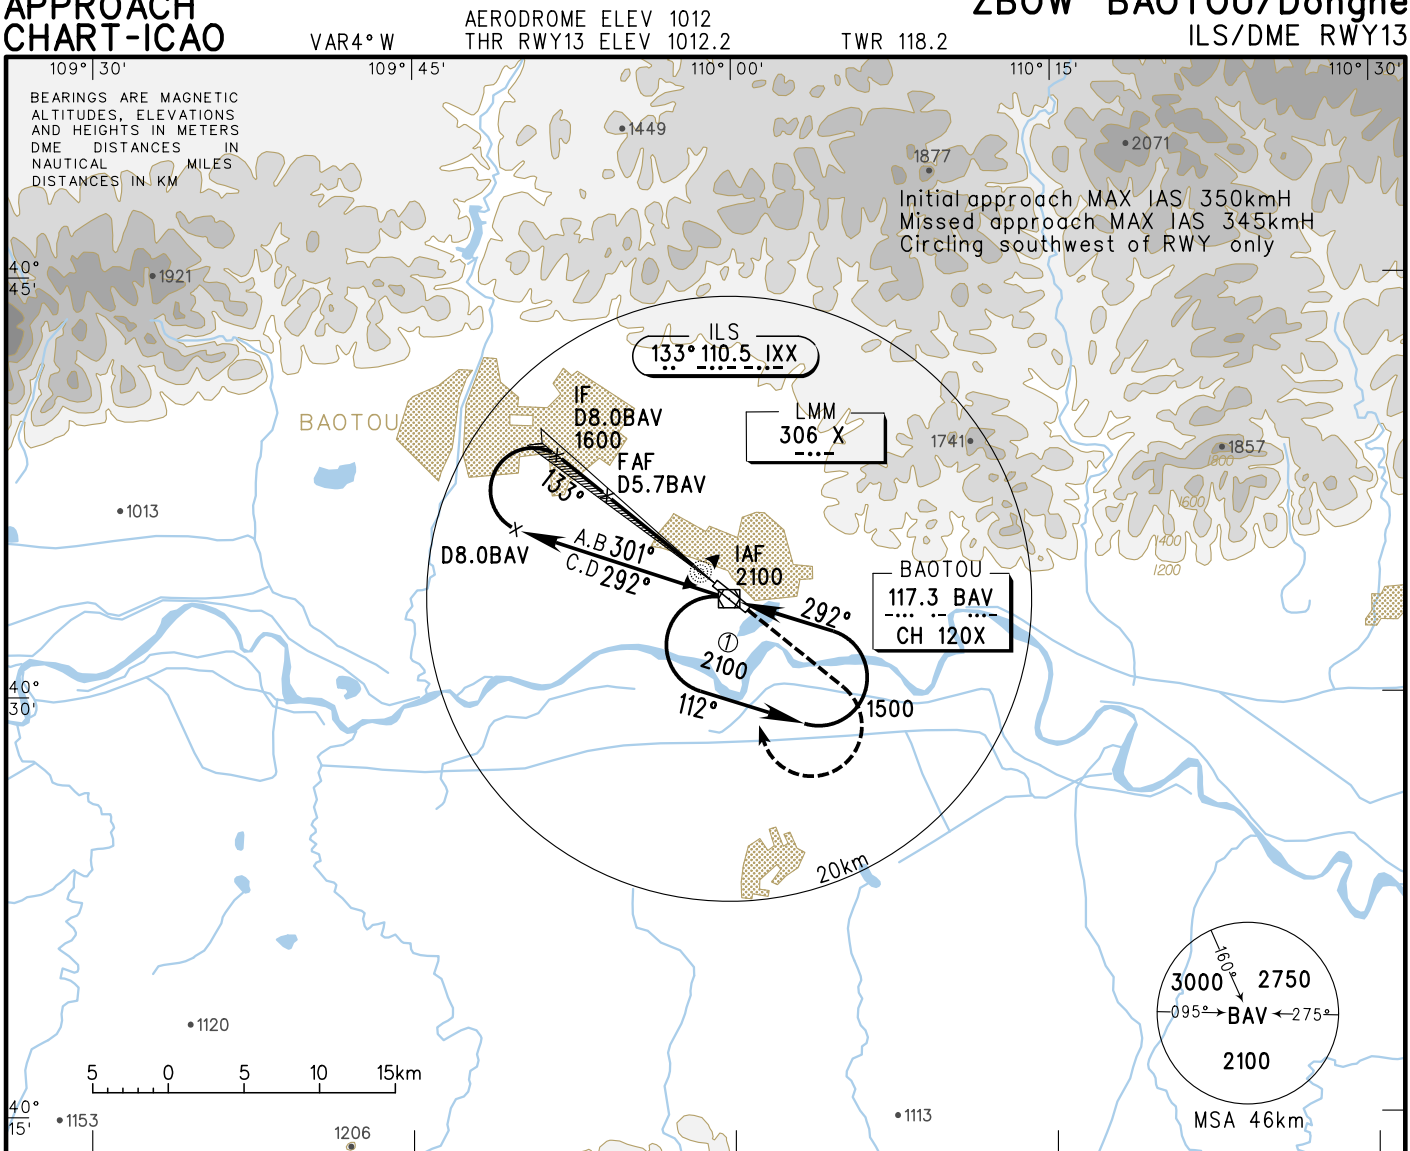 APPROACH
CHART-ICAO
VAR4°W
AERODROME ELEV 1012
THR RWY13 ELEV 1012.2
TWR 118.2
ZBOW BAOTOU/Donghe
ILS/DME RWY13
109°30'
109°45'
110°00'
110°15'
110°30'
BEARINGS ARE MAGNETIC
ALTITUDES, ELEVATIONS
AND HEIGHTS IN METERS
DME DISTANCES IN
NAUTICAL MILES
DISTANCES IN KM
1449
1877
2071
Initial approach MAX IAS 350kmH
Missed approach MAX IAS 345kmH
Circling southwest of RWY only
40°
45'
1921
ILS
133° 110.5 IXX
LMM
306 X
BAOTOU
IF
D8.0BAV
1600
FAF
D5.7BAV
133°
1741
1857
1800
1600
1400
1200
1013
D8.0BAV
A.B 301°
C.D 292°
IAF
2100
BAOTOU
117.3 BAV
CH 120X
292°
1
2100
112°
1500
40°
30'
20km
160°
3000
2750
095°
BAV
275°
2100
MSA 46km
1120
5 0 5 10 15km
40°
15'
1153
1206
1113